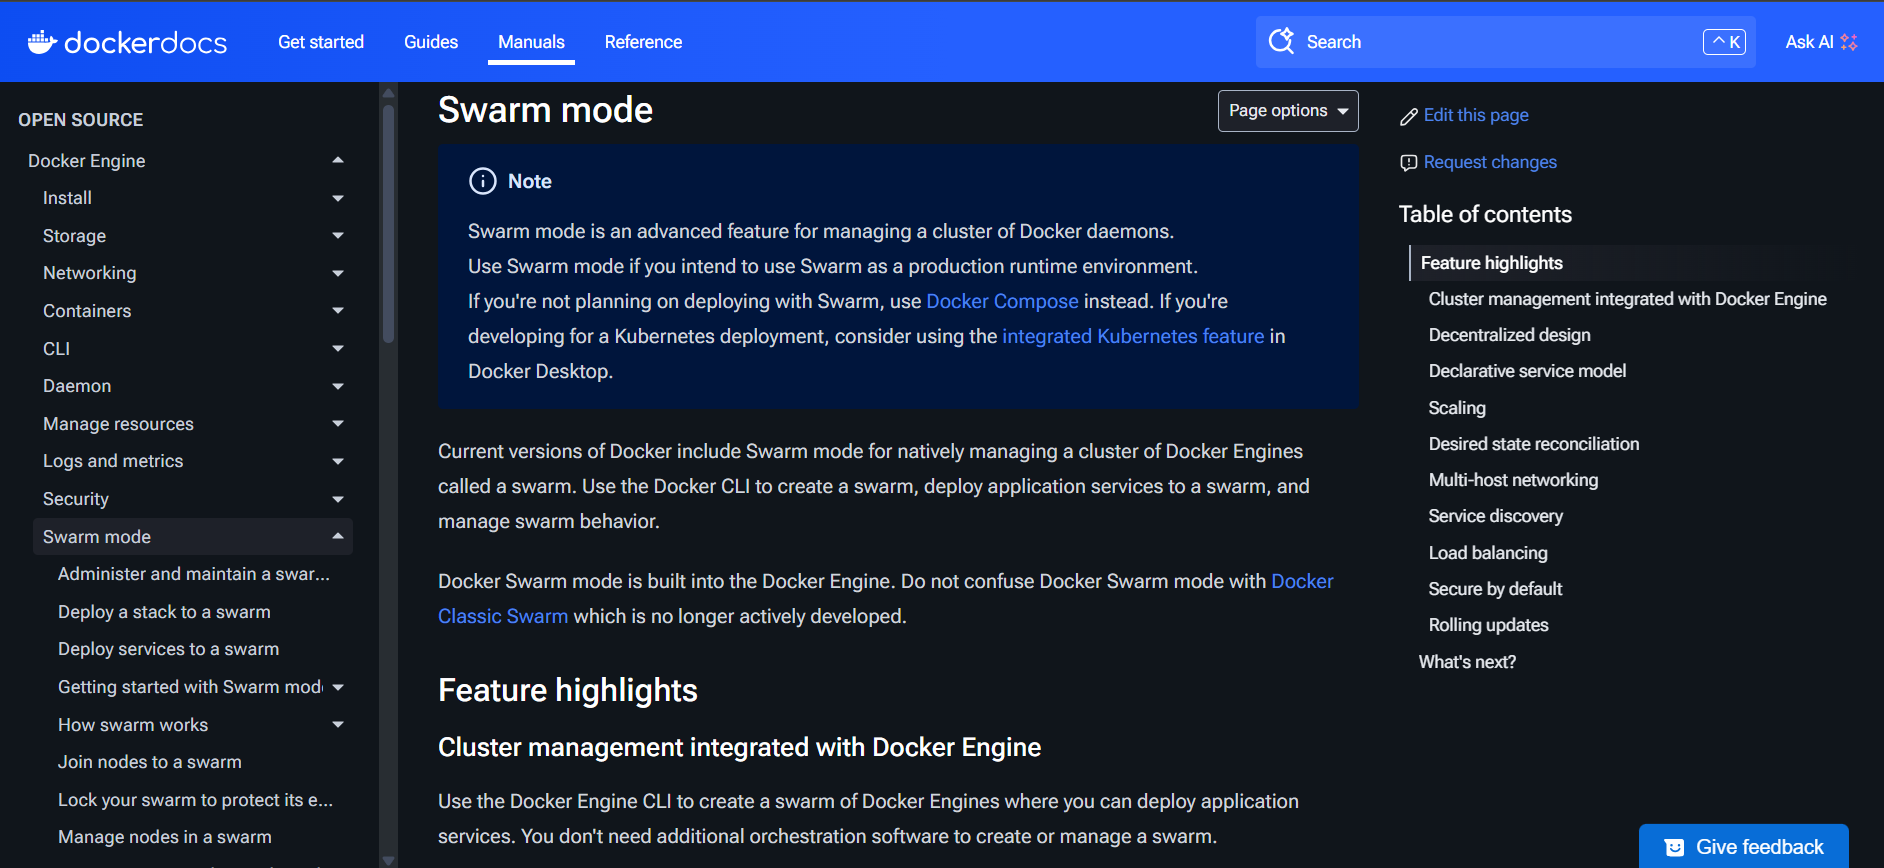 dockerdocs
Get started
Guides
Manuals
Reference
Search
^ K
Ask AI
OPEN SOURCE
Docker Engine
Install
Storage
Networking
Containers
CLI
Daemon
Manage resources
Logs and metrics
Security
Swarm mode
Administer and maintain a swar...
Deploy a stack to a swarm
Deploy services to a swarm
Getting started with Swarm mod
How swarm works
Join nodes to a swarm
Lock your swarm to protect its e...
Manage nodes in a swarm
Swarm mode
Page options
Note
Swarm mode is an advanced feature for managing a cluster of Docker daemons.
Use Swarm mode if you intend to use Swarm as a production runtime environment.
If you're not planning on deploying with Swarm, use Docker Compose instead. If you're
developing for a Kubernetes deployment, consider using the integrated Kubernetes feature in
Docker Desktop.
Current versions of Docker include Swarm mode for natively managing a cluster of Docker Engines
called a swarm. Use the Docker CLI to create a swarm, deploy application services to a swarm, and
manage swarm behavior.
Docker Swarm mode is built into the Docker Engine. Do not confuse Docker Swarm mode with Docker
Classic Swarm which is no longer actively developed.
Feature highlights
Cluster management integrated with Docker Engine
Use the Docker Engine CLI to create a swarm of Docker Engines where you can deploy application
services. You don't need additional orchestration software to create or manage a swarm.
Edit this page
Request changes
Table of contents
Feature highlights
Cluster management integrated with Docker Engine
Decentralized design
Declarative service model
Scaling
Desired state reconciliation
Multi-host networking
Service discovery
Load balancing
Secure by default
Rolling updates
What's next?
Give feedback